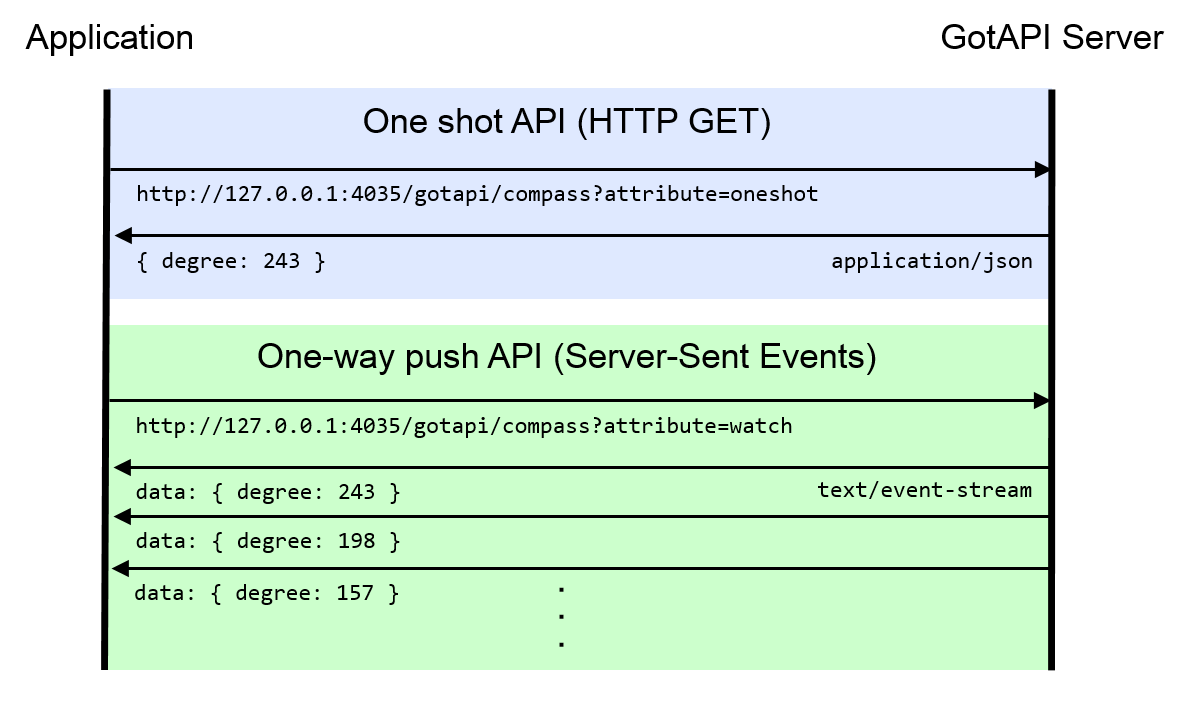 Application
GotAPI Server
One shot API (HTTP GET)
http://127.0.0.1:4035/gotapi/compass?attribute=oneshot
{ degree: 243 }
application/json
One-way push API (Server-Sent Events)
http://127.0.0.1:4035/gotapi/compass?attribute=watch
data: { degree: 243 }
text/event-stream
data: { degree: 198 }
data: { degree: 157 }